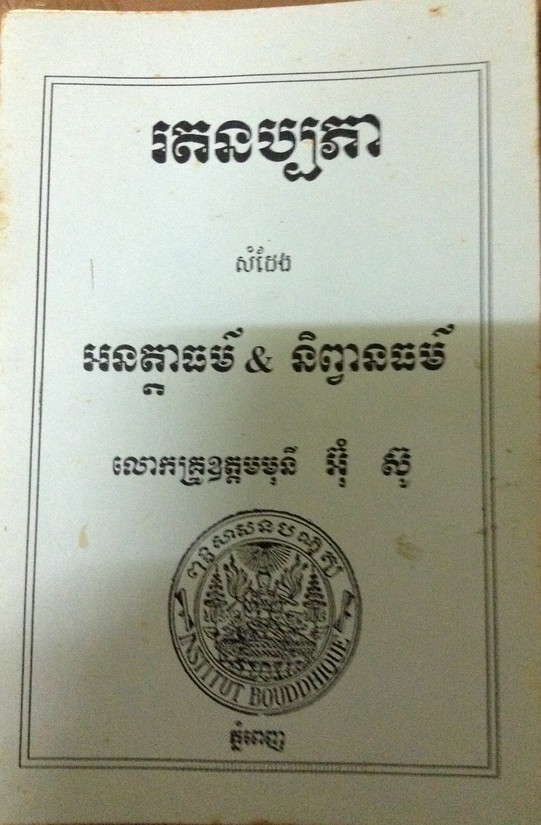 រតនប្បភា
សំដែង
អនត្តាធម៌ & និព្វានធម៌
លោកគ្រូឧត្តមមុនី អ៊ុំ ស៊ូ
ពុទ្ធសាសនបណ្ឌិត្យ
INSTITUT BOUDDHIQUE
ភ្នំពេញ